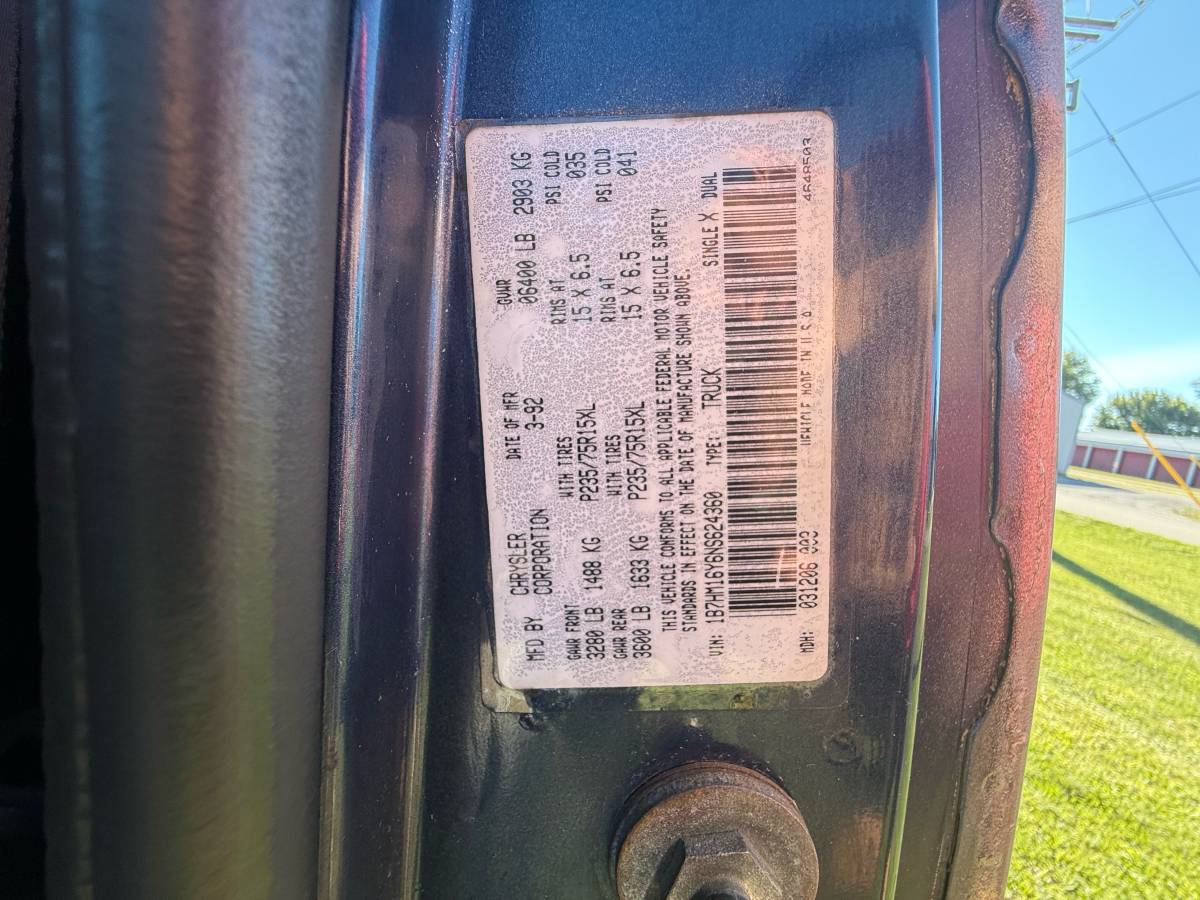 MFD BY CHRYSLER CORPORATION DATE OF MFR 3-92 GVWR 06400 LB 2903 KG
GAWR FRONT WITH TIRES RIMS AT PSI COLD
3280 LB 1488 KG P235/75R15XL 15 X 6.5 035
GAWR REAR WITH TIRES RIMS AT PSI COLD
3600 LB 1633 KG P235/75R15XL 15 X 6.5 041
THIS VEHICLE CONFORMS TO ALL APPLICABLE FEDERAL MOTOR VEHICLE SAFETY
STANDARDS IN EFFECT ON THE DATE OF MANUFACTURE SHOWN ABOVE.
VIN: 1B7HM16Y6NS624360 TYPE: TRUCK SINGLE X DUAL
MDH: 031206 VEHICLE MADE IN U.S.A. 4648503